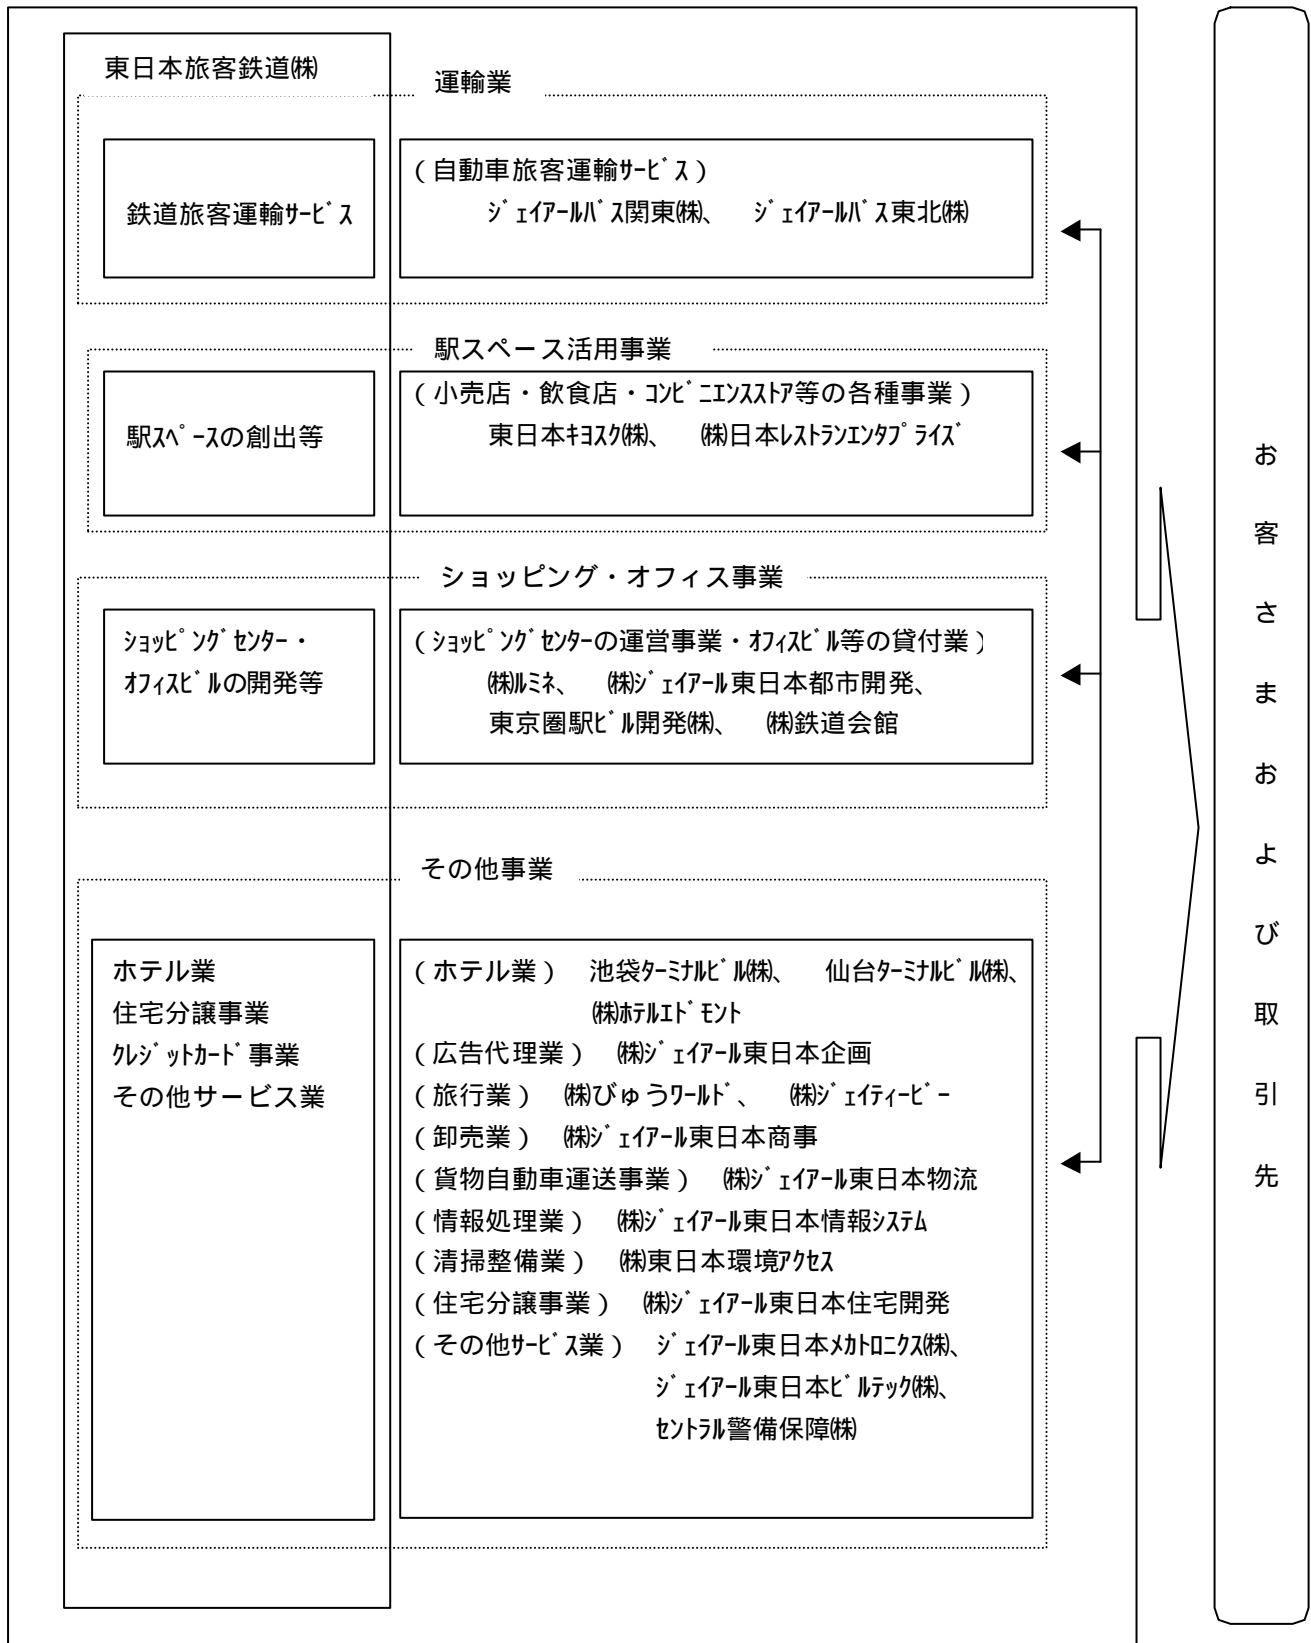 東日本旅客鉄道㈱
運輸業
鉄道旅客運輸ｻｰﾋﾞｽ
（自動車旅客運輸ｻｰﾋﾞｽ）
ｼﾞｪｲｱｰﾙﾊﾞｽ関東㈱、　ｼﾞｪｲｱｰﾙﾊﾞｽ東北㈱
駅スペース活用事業
駅ｽﾍﾟｰｽの創出等
（小売店・飲食店・ｺﾝﾋﾞﾆｴﾝｽｽﾄｱ等の各種事業）
東日本ｷﾖｽｸ㈱、　㈱日本ﾚｽﾄﾗﾝｴﾝﾀﾌﾟﾗｲｽﾞ
ショッピング・オフィス事業
ｼｮｯﾋﾟﾝｸﾞｾﾝﾀｰ・
ｵﾌｨｽﾋﾞﾙの開発等
（ｼｮｯﾋﾟﾝｸﾞｾﾝﾀｰの運営事業・ｵﾌｨｽﾋﾞﾙ等の貸付業）
㈱ﾙﾐﾈ、　㈱ｼﾞｪｲｱｰﾙ東日本都市開発、
東京圏駅ﾋﾞﾙ開発㈱、　㈱鉄道会館
その他事業
ホテル業
住宅分譲事業
ｸﾚｼﾞｯﾄｶｰﾄﾞ事業
その他サービス業
（ホテル業）　池袋ﾀｰﾐﾅﾙﾋﾞﾙ㈱、　仙台ﾀｰﾐﾅﾙﾋﾞﾙ㈱、
㈱ﾎﾃﾙｴﾄﾞﾓﾝﾄ
（広告代理業）　㈱ｼﾞｪｲｱｰﾙ東日本企画
（旅行業）　㈱びゅうﾜｰﾙﾄﾞ、　㈱ｼﾞｪｲﾃｨｰﾋﾞｰ
（卸売業）　㈱ｼﾞｪｲｱｰﾙ東日本商事
（貨物自動車運送事業）　㈱ｼﾞｪｲｱｰﾙ東日本物流
（情報処理業）　㈱ｼﾞｪｲｱｰﾙ東日本情報ｼｽﾃﾑ
（清掃整備業）　㈱東日本環境ｱｸｾｽ
（住宅分譲事業）　㈱ｼﾞｪｲｱｰﾙ東日本住宅開発
（その他ｻｰﾋﾞｽ業）　ｼﾞｪｲｱｰﾙ東日本ﾒｶﾄﾛﾆｸｽ㈱、
ｼﾞｪｲｱｰﾙ東日本ﾋﾞﾙﾃｯｸ㈱、
ｾﾝﾄﾗﾙ警備保障㈱
お客さまおよび取引先